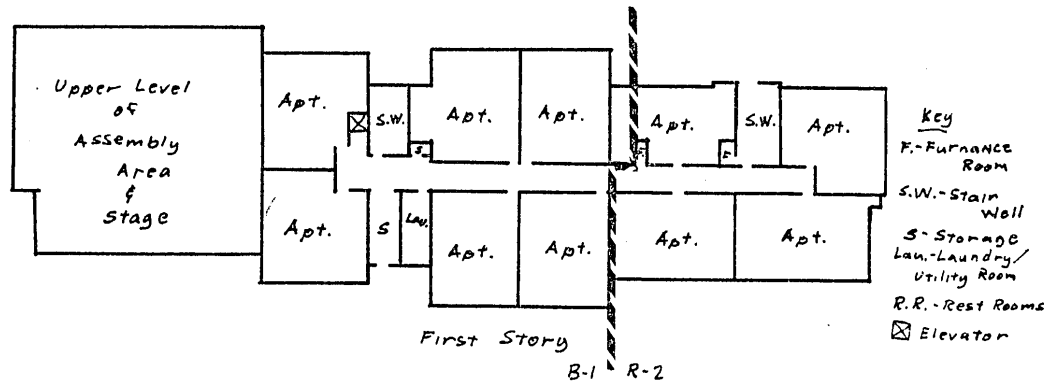 Upper Level
of
Assembly
Area
&
Stage
Apt.
S.W.
S
Apt.
Apt.
Apt.
F
S.W.
Apt.
Apt.
S
Lau.
Apt.
Apt.
Apt.
Apt.
Key
F.-Furnance
Room
S.W.-Stair
Well
S-Storage
Lau.-Laundry/
Utility Room
R.R.-Rest Rooms
Elevator
First Story
B-1 R-2